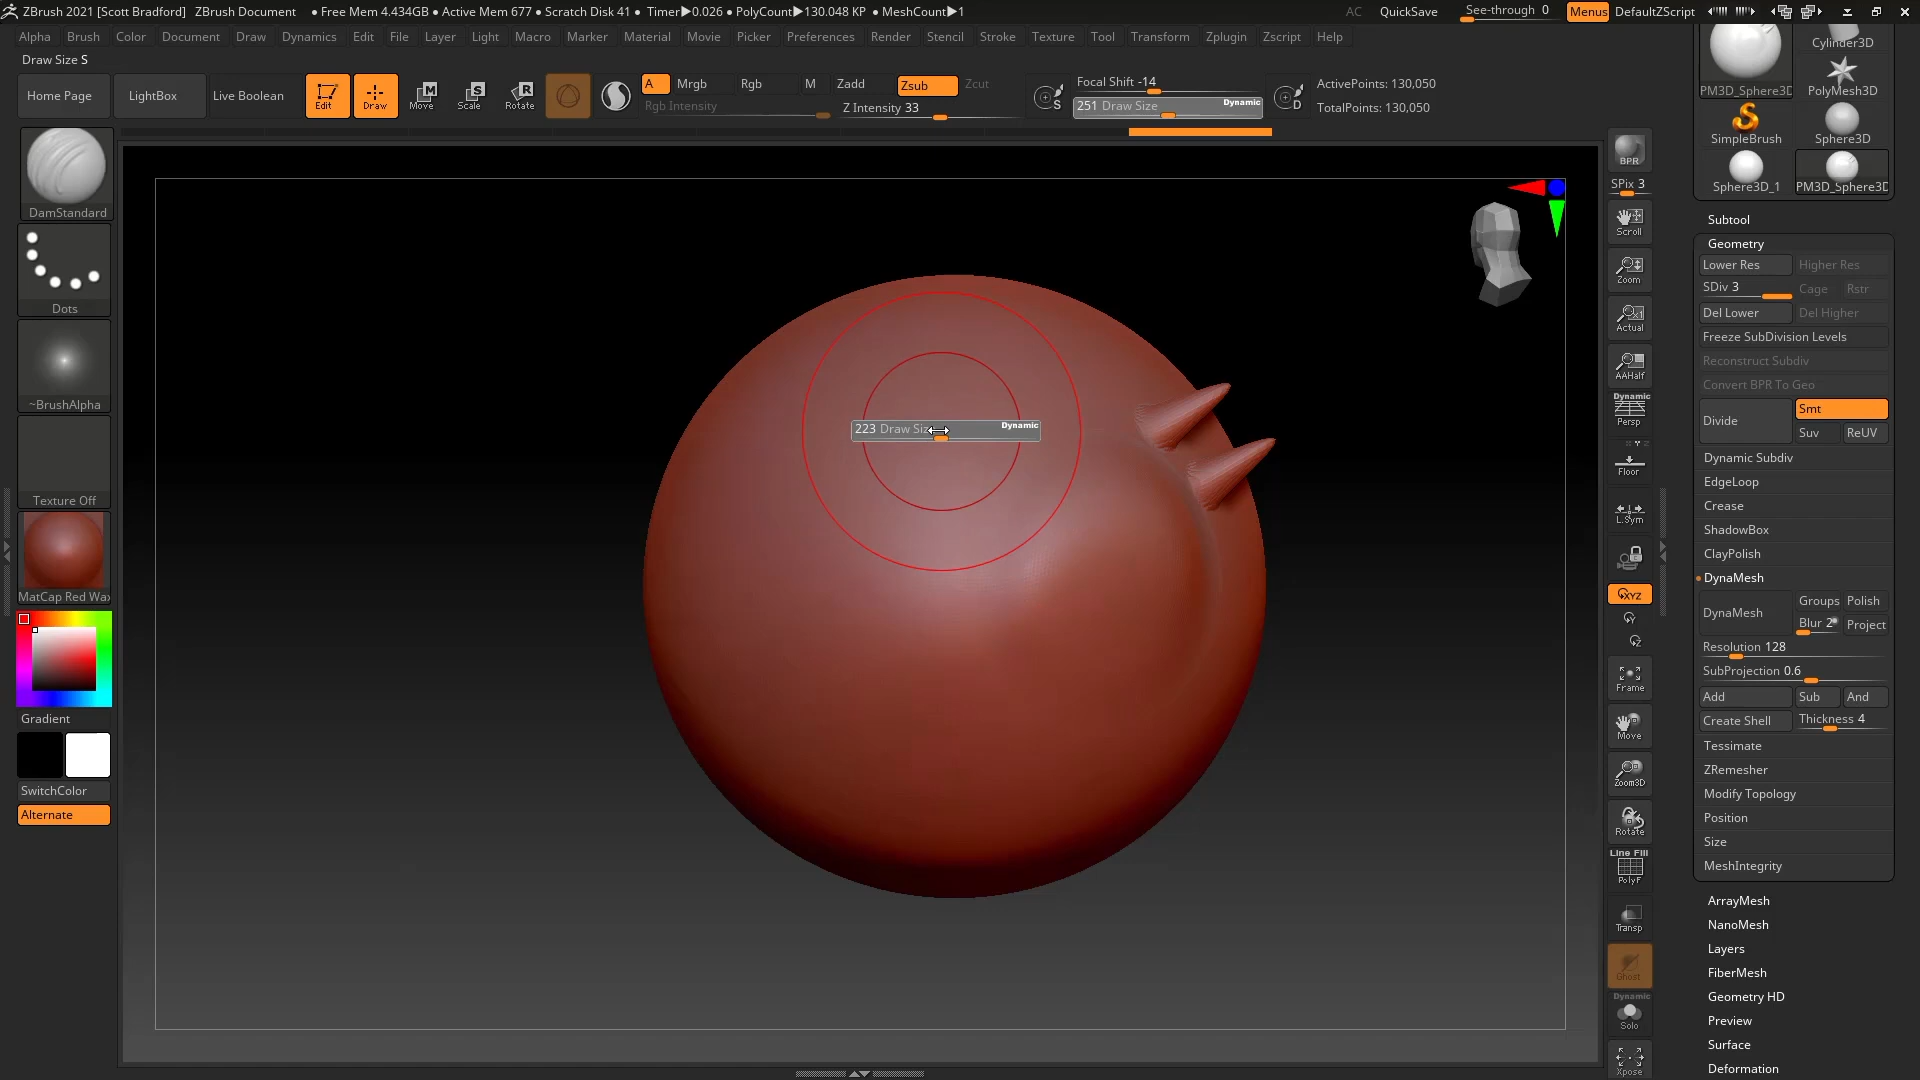 ZBrush 2021 [Scott Bradford] ZBrush Document • Free Mem 4.434GB • Active Mem 677 • Scratch Disk 41 • Timer▶0.026 • PolyCount▶130.048 KP • MeshCount▶1 AC QuickSave See-through 0 Menus DefaultZScript
Alpha Brush Color Document Draw Dynamics Edit File Layer Light Macro Marker Material Movie Picker Preferences Render Stencil Stroke Texture Tool Transform Zplugin Zscript Help
Draw Size S
Home Page LightBox Live Boolean Edit Draw Move Scale Rotate A Mrgb Rgb M Zadd Zsub Zcut Focal Shift -14 ActivePoints: 130,050
Rgb Intensity Z Intensity 33 S 251 Draw Size Dynamic D TotalPoints: 130,050
DamStandard
Dots
~BrushAlpha
Texture Off
MatCap Red Wa
Gradient
SwitchColor
Alternate
223 Draw Siz Dynamic
BPR
SPix 3
Scroll
Zoom
Actual
AAHalf
Dynamic
Persp
Floor
L.Sym
XYZ
Y
Z
Frame
Move
Zoom3D
Rotate
Line Fill
PolyF
Transp
Ghost
Dynamic
Solo
Xpose
Cylinder3D
PM3D_Sphere3D PolyMesh3D
SimpleBrush Sphere3D
Sphere3D_1 PM3D_Sphere3D
Subtool
Geometry
Lower Res Higher Res
SDiv 3 Cage Rstr
Del Lower Del Higher
Freeze SubDivision Levels
Reconstruct Subdiv
Convert BPR To Geo
Divide Smt
Suv ReUV
Dynamic Subdiv
EdgeLoop
Crease
ShadowBox
ClayPolish
DynaMesh
DynaMesh Groups Polish
Blur 2 Project
Resolution 128
SubProjection 0.6
Add Sub And
Create Shell Thickness 4
Tessimate
ZRemesher
Modify Topology
Position
Size
MeshIntegrity
ArrayMesh
NanoMesh
Layers
FiberMesh
Geometry HD
Preview
Surface
Deformation